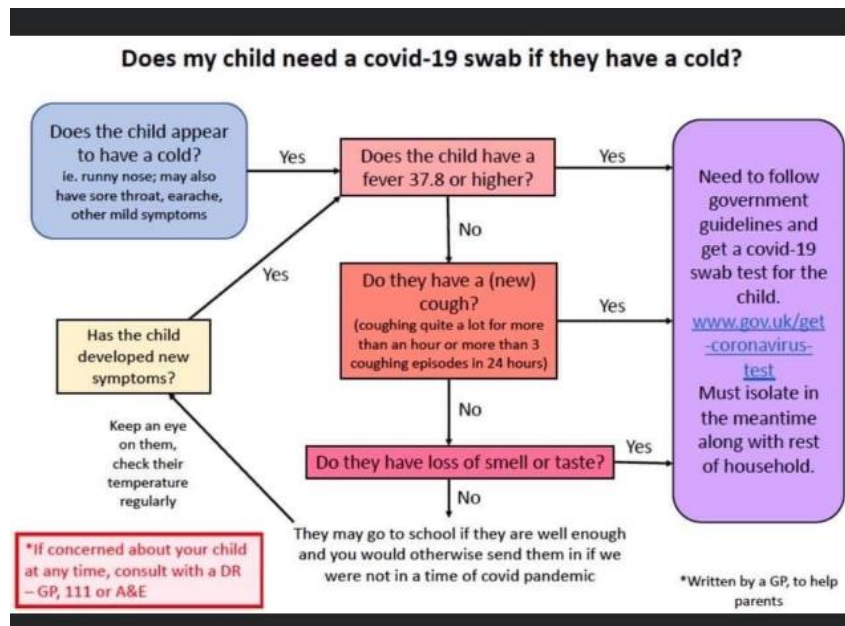 Does my child need a covid-19 swab if they have a cold?
Does the child appear
to have a cold?
ie. runny nose; may also
have sore throat, earache,
other mild symptoms
Yes
Does the child have a
fever 37.8 or higher?
Yes
No
Do they have a (new)
cough?
(coughing quite a lot for more
than an hour or more than 3
coughing episodes in 24 hours)
Yes
No
Do they have loss of smell or taste?
Yes
No
Need to follow
government
guidelines and
get a covid-19
swab test for the
child.
www.gov.uk/get
-coronavirus-
test
Must isolate in
the meantime
along with rest
of household.
They may go to school if they are well enough
and you would otherwise send them in if we
were not in a time of covid pandemic
Keep an eye
on them,
check their
temperature
regularly
Has the child
developed new
symptoms?
Yes
*If concerned about your child
at any time, consult with a DR
– GP, 111 or A&E
*Written by a GP, to help
parents